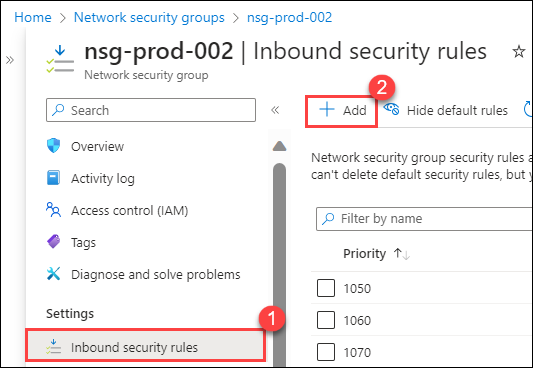 Home > Network security groups > nsg-prod-002 >
nsg-prod-002 | Inbound security rules
Network security group
2
Search
+ Add
Hide default rules
Overview
Activity log
Access control (IAM)
Tags
Diagnose and solve problems
Settings
1
Inbound security rules
Network security group security rules a
can't delete default security rules, but y
Filter by name
Priority ↑↓
1050
1060
1070